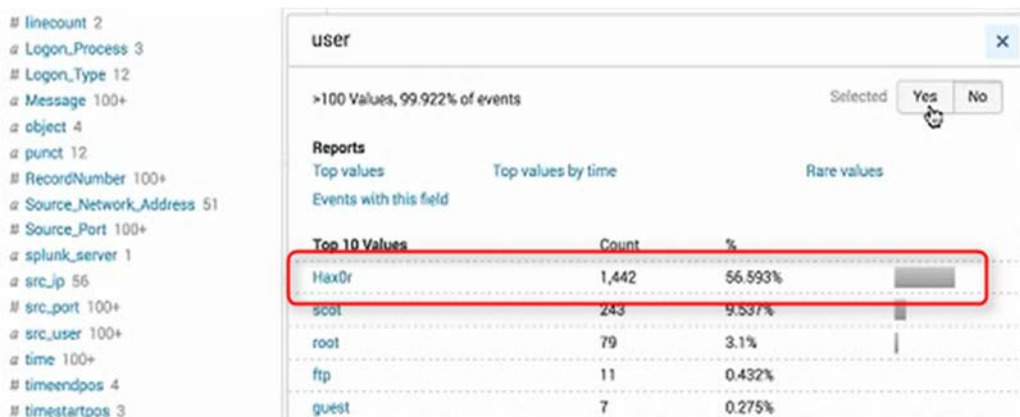 # linecount 2
a Logon_Process 3
# Logon_Type 12
a Message 100+
a object 4
a punct 12
# RecordNumber 100+
a Source_Network_Address 51
# Source_Port 100+
a splunk_server 1
a src_ip 56
# src_port 100+
a src_user 100+
a time 100+
# timeendpos 4
# timestartpos 3
user
>100 Values, 99.922% of events
Selected Yes No
Reports
Top values Top values by time Rare values
Events with this field
Top 10 Values Count %
Hax0r 1,442 56.593%
scot 243 9.537%
root 79 3.1%
ftp 11 0.432%
guest 7 0.275%